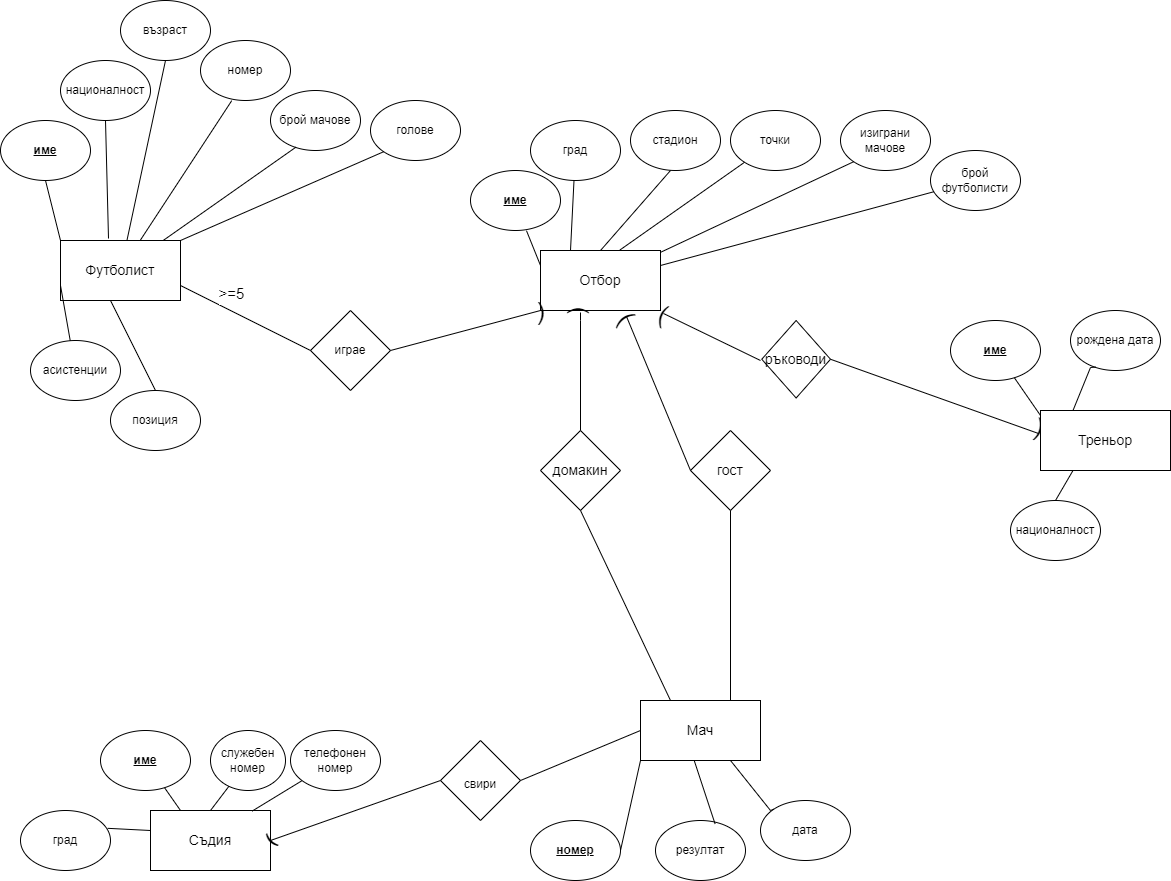 възраст
номер
националност
брой мачове
голове
име
Футболист
>=5
асистенции
позиция
играе
име
град
стадион
точки
изиграни
мачове
брой
футболисти
Отбор
ръководи
име
рождена дата
Треньор
националност
домакин
гост
Мач
номер
резултат
дата
свири
име
служебен
номер
телефонен
номер
град
Съдия